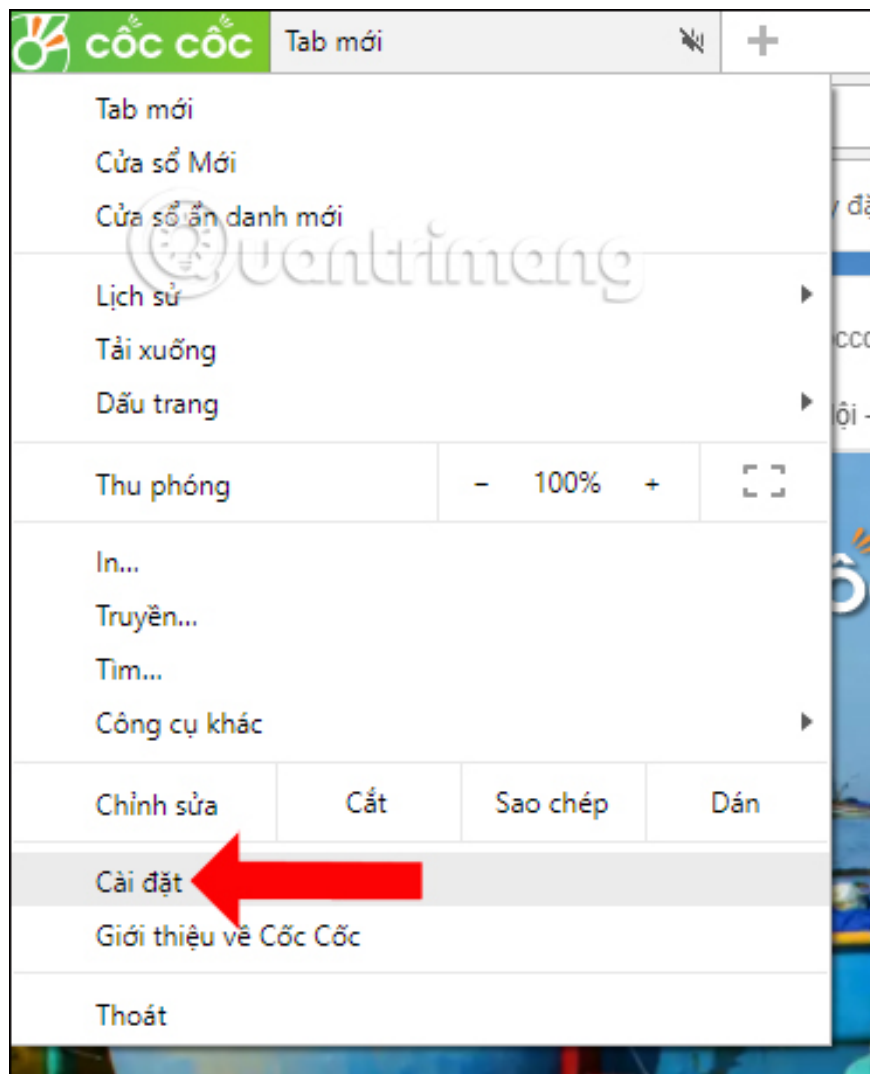 cốc cốc Tab mới
Tab mới
Cửa sổ Mới
Cửa sổ ẩn danh mới
Quantrimang
Lịch sử
Tải xuống
Dấu trang
Thu phóng - 100% +
In...
Truyền...
Tìm...
Công cụ khác
Chỉnh sửa Cắt Sao chép Dán
Cài đặt
Giới thiệu về Cốc Cốc
Thoát